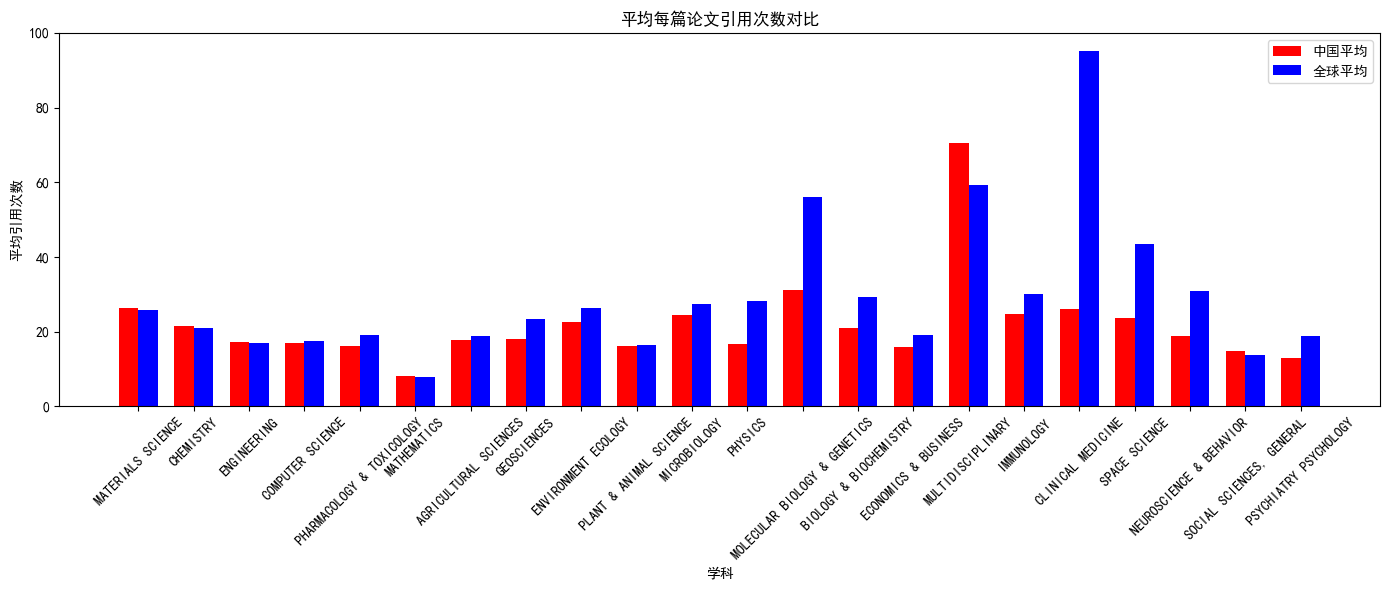 平均每篇论文引用次数对比
中国平均
全球平均
平均引用次数
100
80
60
40
20
0
MATERIALS SCIENCE
CHEMISTRY
ENGINEERING
COMPUTER SCIENCE
PHARMACOLOGY & TOXICOLOGY
MATHEMATICS
AGRICULTURAL SCIENCES
GEOSCIENCES
ENVIRONMENT ECOLOGY
PLANT & ANIMAL SCIENCE
MICROBIOLOGY
PHYSICS
MOLECULAR BIOLOGY & GENETICS
BIOLOGY & BIOCHEMISTRY
ECONOMICS & BUSINESS
MULTIDISCIPLINARY
IMMUNOLOGY
CLINICAL MEDICINE
SPACE SCIENCE
NEUROSCIENCE & BEHAVIOR
SOCIAL SCIENCES, GENERAL
PSYCHIATRY PSYCHOLOGY
学科